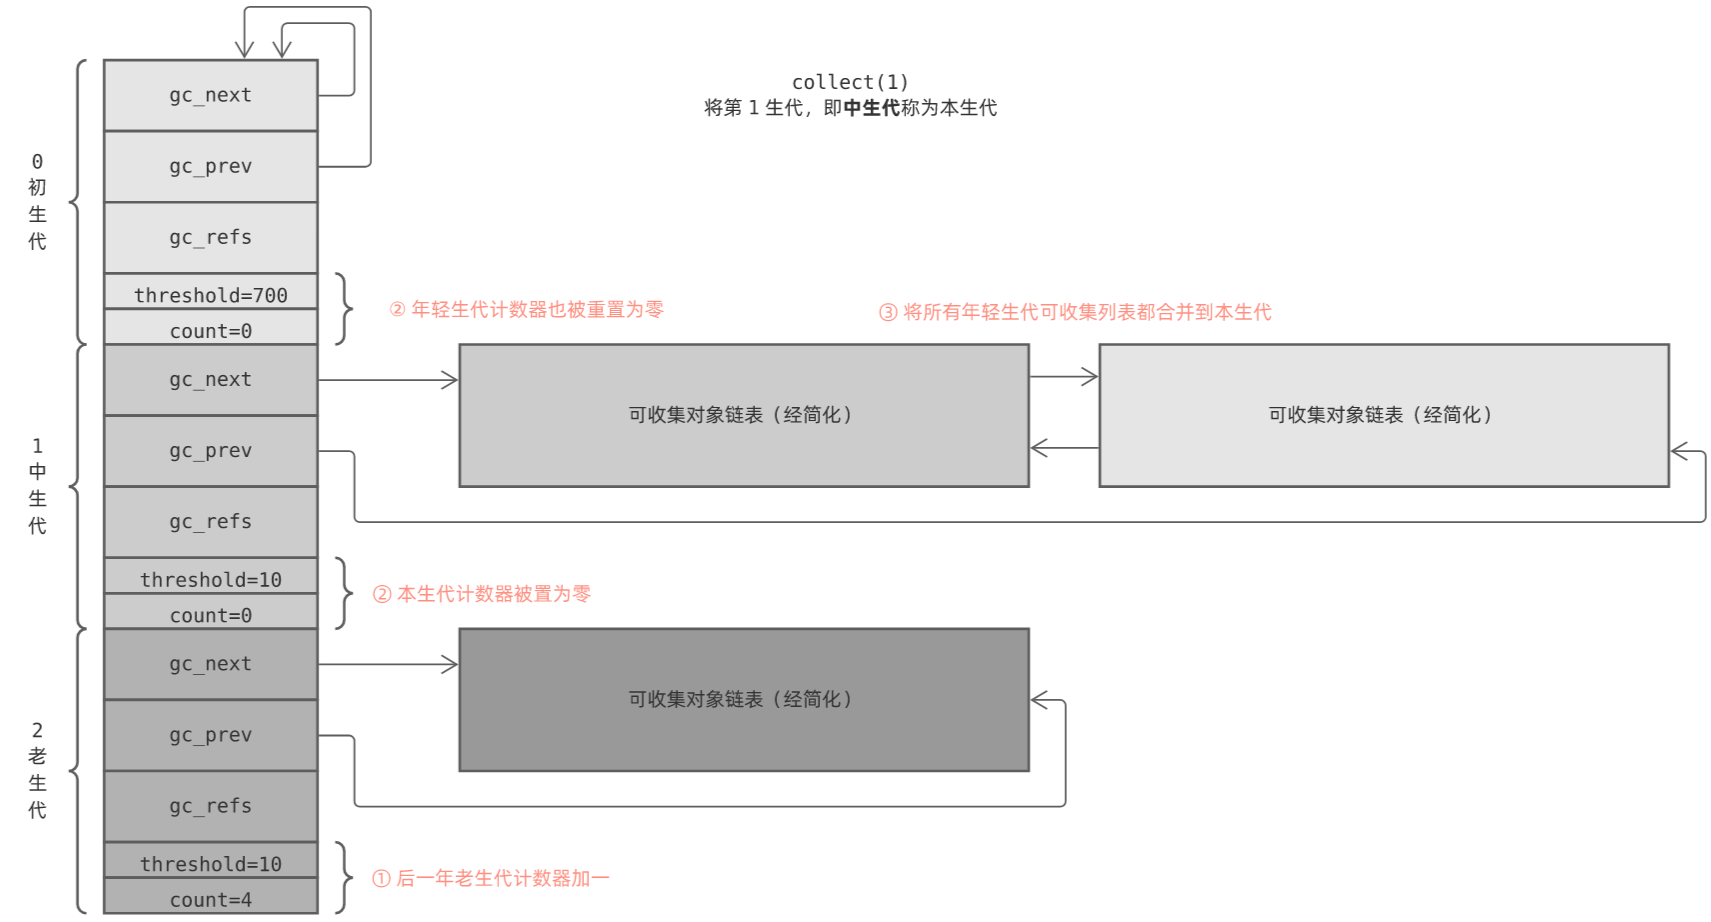 collect(1)
将第 1 生代，即中生代称为本生代
0
初
生
代
gc_next
gc_prev
gc_refs
threshold=700
count=0
② 年轻生代计数器也被重置为零
③ 将所有年轻生代可收集列表都合并到本生代
1
中
生
代
gc_next
gc_prev
gc_refs
threshold=10
count=0
可收集对象链表（经简化）
可收集对象链表（经简化）
② 本生代计数器被置为零
2
老
生
代
gc_next
gc_prev
gc_refs
threshold=10
count=4
可收集对象链表（经简化）
① 后一年老生代计数器加一